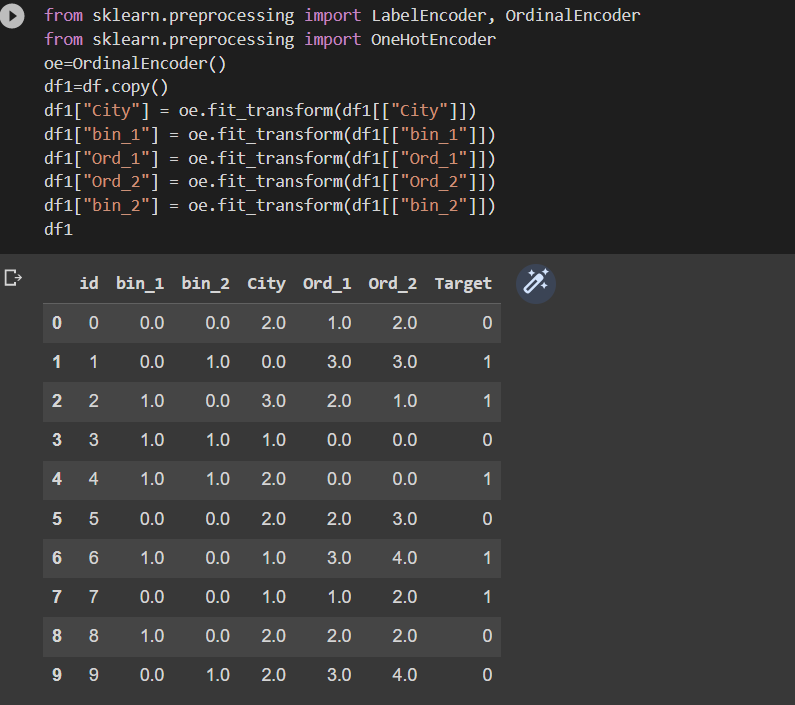 from sklearn.preprocessing import LabelEncoder, OrdinalEncoder
from sklearn.preprocessing import OneHotEncoder
oe=OrdinalEncoder()
df1=df.copy()
df1["City"] = oe.fit_transform(df1[["City"]])
df1["bin_1"] = oe.fit_transform(df1[["bin_1"]])
df1["Ord_1"] = oe.fit_transform(df1[["Ord_1"]])
df1["Ord_2"] = oe.fit_transform(df1[["Ord_2"]])
df1["bin_2"] = oe.fit_transform(df1[["bin_2"]])
df1
id bin_1 bin_2 City Ord_1 Ord_2 Target
0 0 0.0 0.0 2.0 1.0 2.0 0
1 1 0.0 1.0 0.0 3.0 3.0 1
2 2 1.0 0.0 3.0 2.0 1.0 1
3 3 1.0 1.0 1.0 0.0 0.0 0
4 4 1.0 1.0 2.0 0.0 0.0 1
5 5 0.0 0.0 2.0 2.0 3.0 0
6 6 1.0 0.0 1.0 3.0 4.0 1
7 7 0.0 0.0 1.0 1.0 2.0 1
8 8 1.0 0.0 2.0 2.0 2.0 0
9 9 0.0 1.0 2.0 3.0 4.0 0